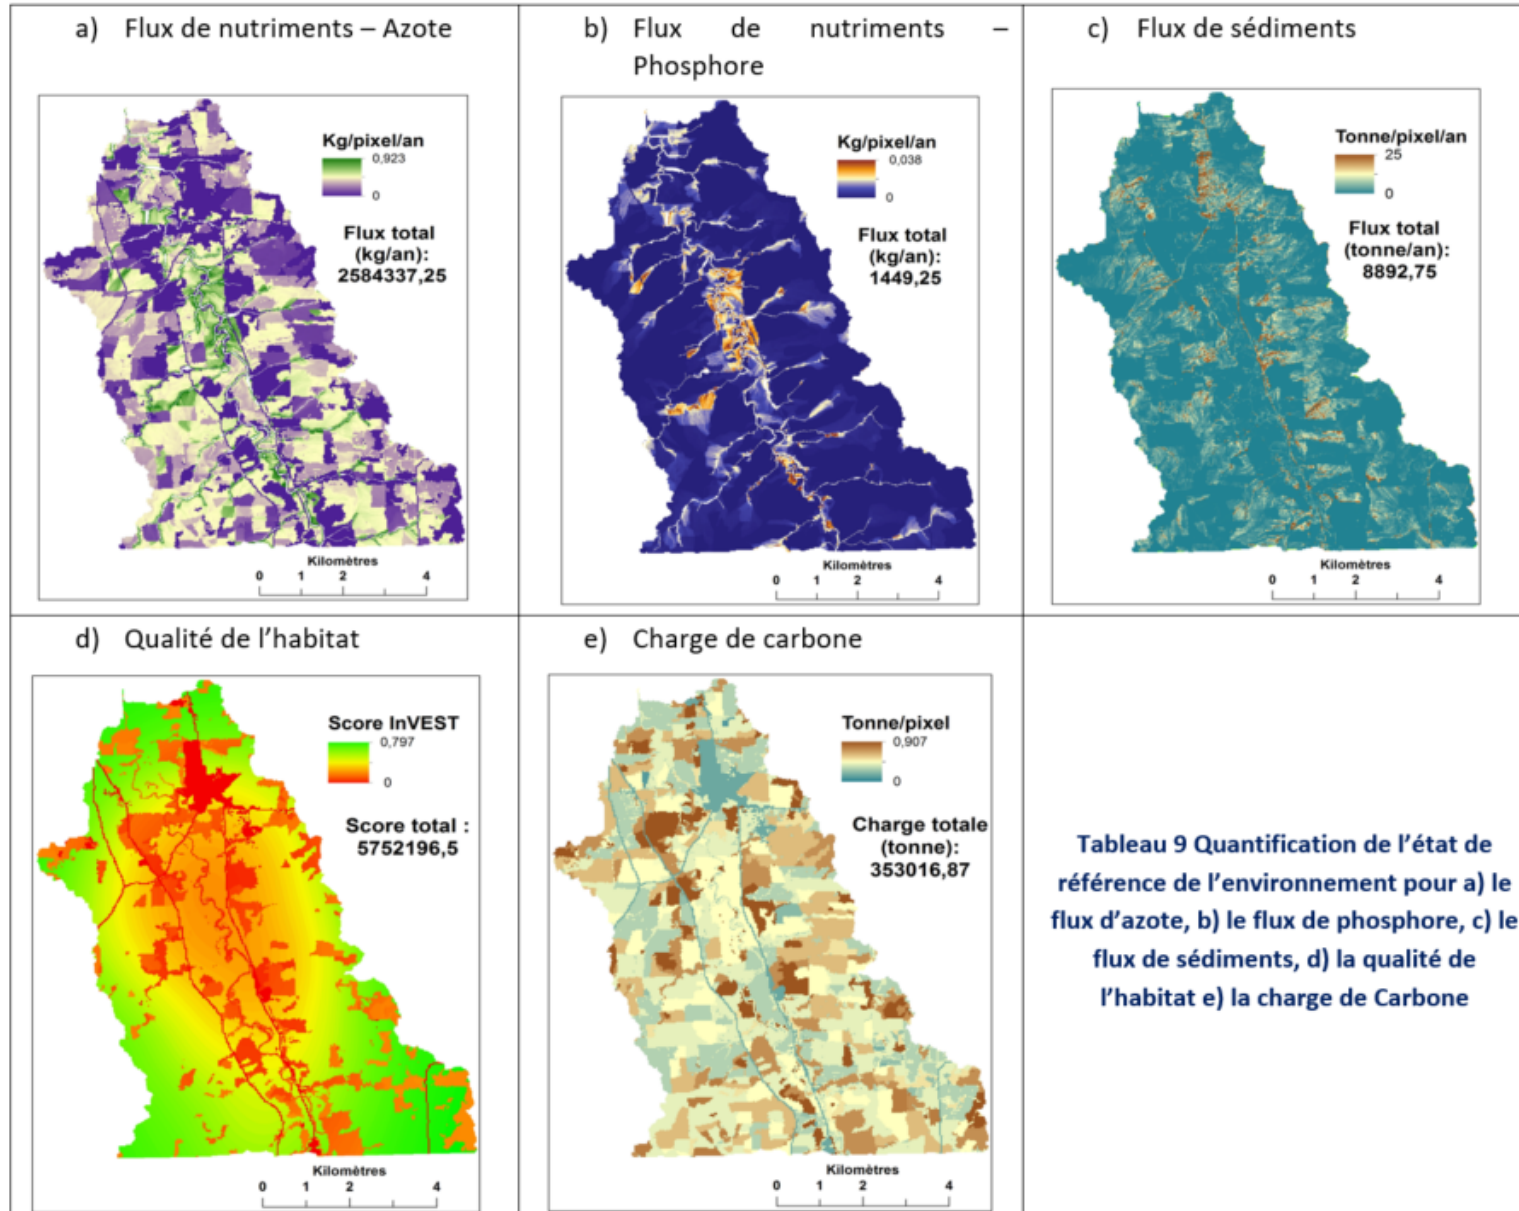 a) Flux de nutriments – Azote
Kg/pixel/an
0,923
0
Flux total
(kg/an):
2584337,25
Kilomètres
0 1 2 4
b) Flux de nutriments –
Phosphore
Kg/pixel/an
0,038
0
Flux total
(kg/an):
1449,25
Kilomètres
0 1 2 4
c) Flux de sédiments
Tonne/pixel/an
25
0
Flux total
(tonne/an):
8892,75
Kilomètres
0 1 2 4
d) Qualité de l’habitat
Score InVEST
0,797
0
Score total :
5752196,5
Kilomètres
0 1 2 4
e) Charge de carbone
Tonne/pixel
0,907
0
Charge totale
(tonne):
353016,87
Kilomètres
0 1 2 4
Tableau 9 Quantification de l’état de
référence de l’environnement pour a) le
flux d’azote, b) le flux de phosphore, c) le
flux de sédiments, d) la qualité de
l’habitat e) la charge de Carbone